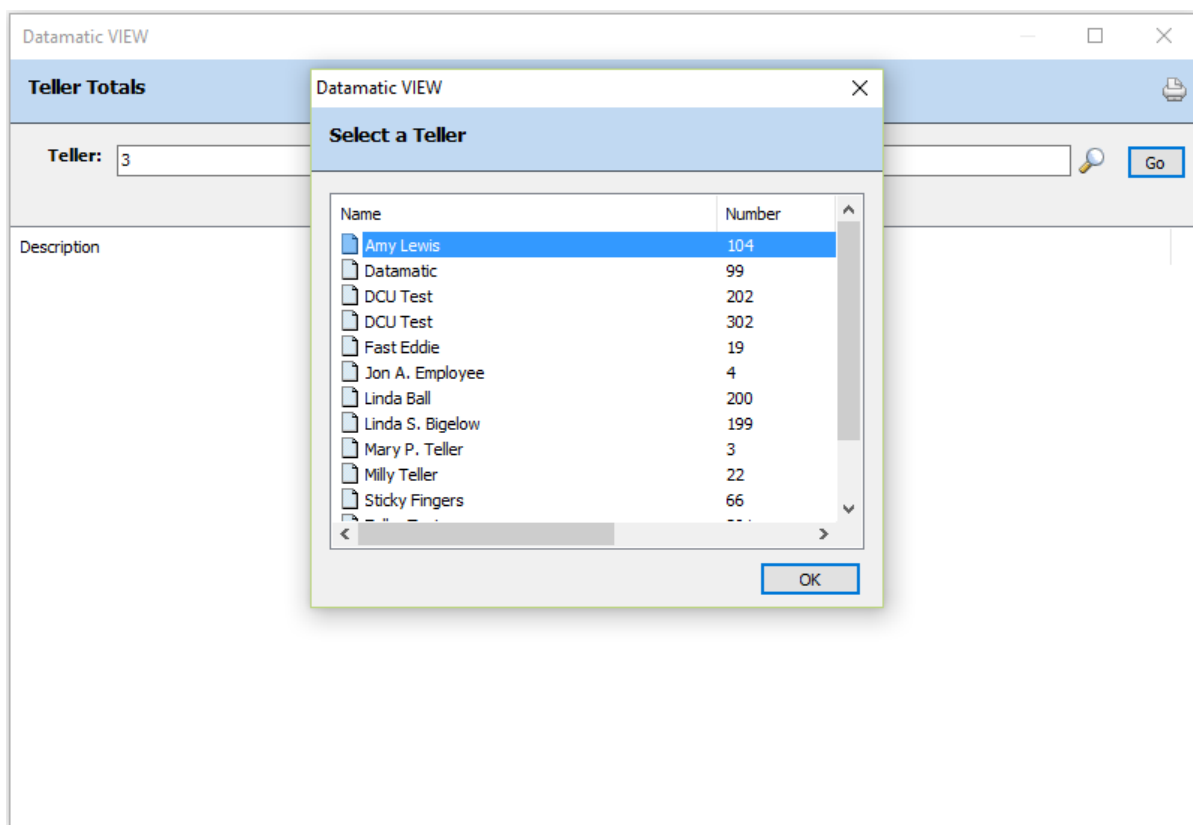 Datamatic VIEW
Teller Totals
Teller: 3
Go
Description
Datamatic VIEW
Select a Teller
Name Number
Amy Lewis 104
Datamatic 99
DCU Test 202
DCU Test 302
Fast Eddie 19
Jon A. Employee 4
Linda Ball 200
Linda S. Bigelow 199
Mary P. Teller 3
Milly Teller 22
Sticky Fingers 66
OK